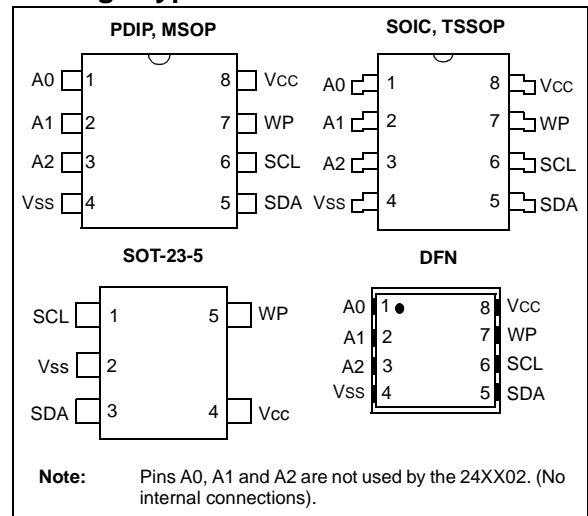 PDIP, MSOP
A0 1 8 VCC
A1 2 7 WP
A2 3 6 SCL
VSS 4 5 SDA
SOIC, TSSOP
A0 1 8 VCC
A1 2 7 WP
A2 3 6 SCL
VSS 4 5 SDA
SOT-23-5
SCL 1 5 WP
Vss 2
SDA 3 4 Vcc
DFN
A0 1 8 VCC
A1 2 7 WP
A2 3 6 SCL
VSS 4 5 SDA
Note: Pins A0, A1 and A2 are not used by the 24XX02. (No
internal connections).